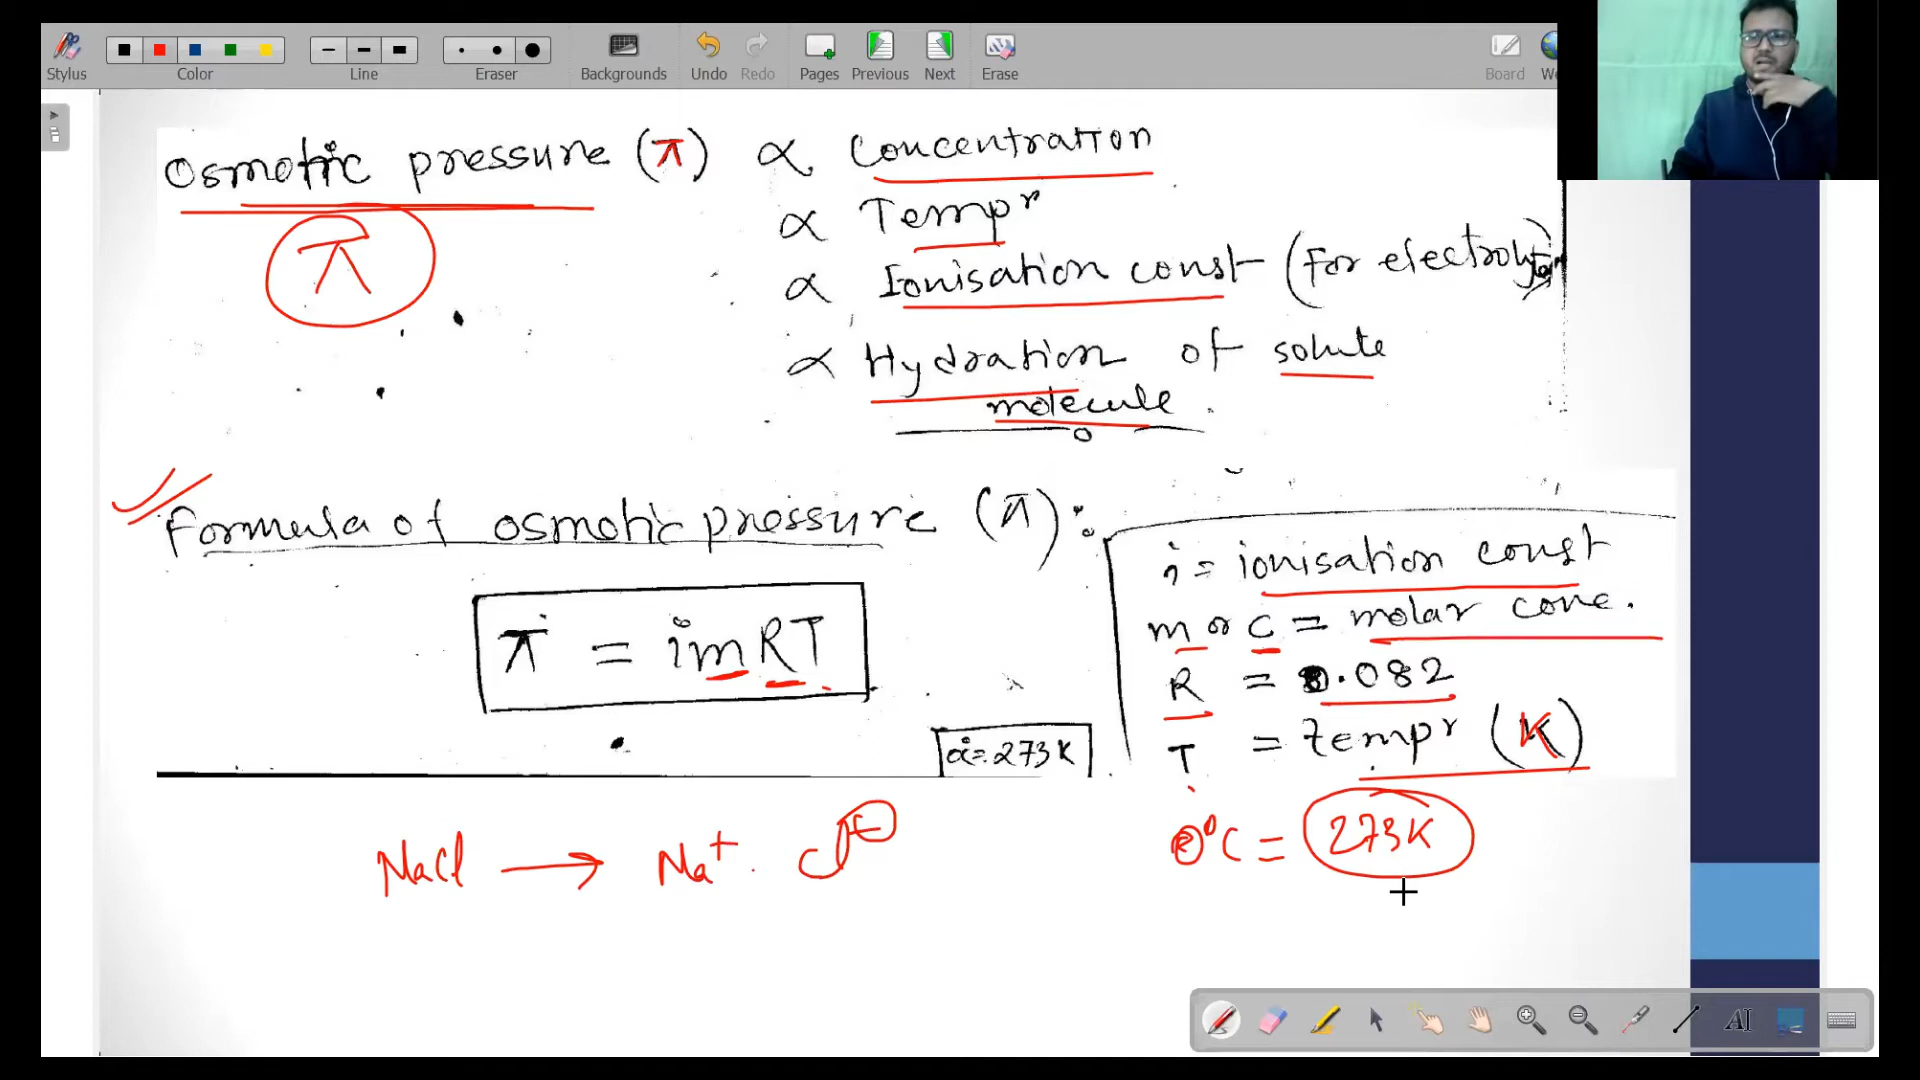 Stylus Color Line Eraser Backgrounds Undo Redo Pages Previous Next Erase Board
Osmotic pressure (π) ∝ Concentration
π
∝ Tempr
∝ Ionisation const (for electrolyte)
∝ Hydration of solute
molecule.
Formula of osmotic pressure (π):
π = imRT
i = ionisation const
m or C = molar conc.
R = 0.082
T = tempr (K)
= 273K
NaCl → Na+ Cl-
0°C = 273K
AI